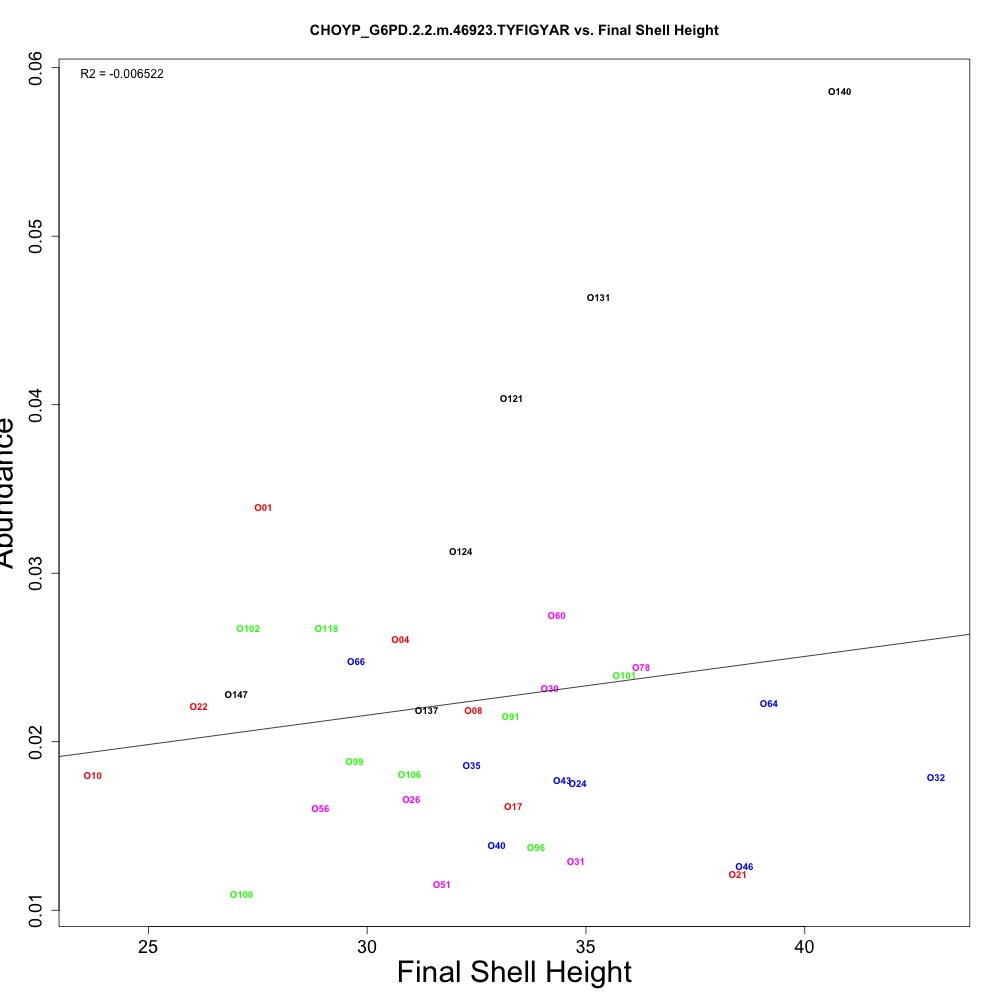 CHOYP_G6PD.2.2.m.46923.TYFIGYAR vs. Final Shell Height
R2 = -0.006522
0.06
O140
0.05
O131
O121
0.04
Abundance
O01
O124
0.03
O60
O102
O118
O04
O66
O78
O101
O30
O147
O22
O64
O137
O08
O91
0.02
O99
O35
O106
O10
O43
O24
O32
O26
O56
O17
O40
O96
O31
O46
O21
O51
O100
0.01
25
30
35
40
Final Shell Height